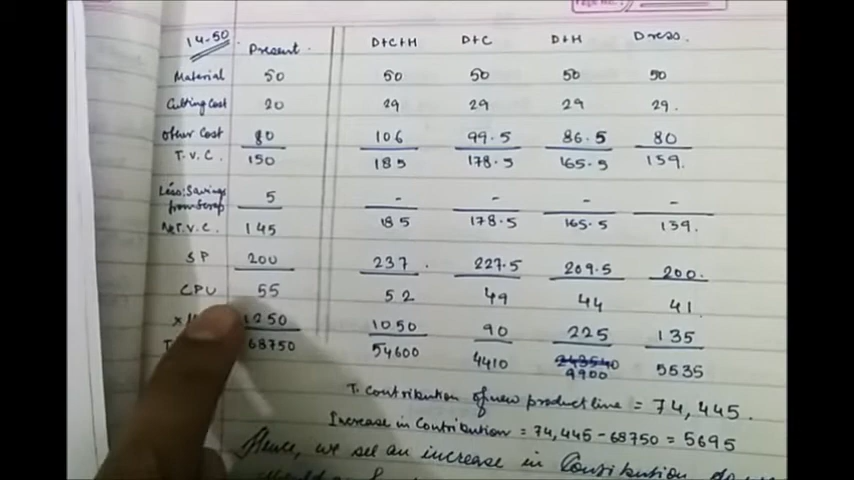 14-50 Present. D+C+H D+C D+H Dress.
Material 50 50 50 50 50
Cutting Cost 20 29 29 29 29.
Other Cost 80 106 99.5 86.5 80
T.V.C. 150 185 178.5 165.5 159.
Less: Savings from Scrap 5 - - - -
Net T.V.C. 145 185 178.5 165.5 159.
SP 200 237. 227.5 209.5 200.
CPU 55 52 49 44 41
1250 1050 90 225 135
68750 54600 4410 9900 5535
T. Contribution of new product line = 74,445.
Increase in Contribution = 74,445 - 68750 = 5695
Hence, we see an increase in Contribution